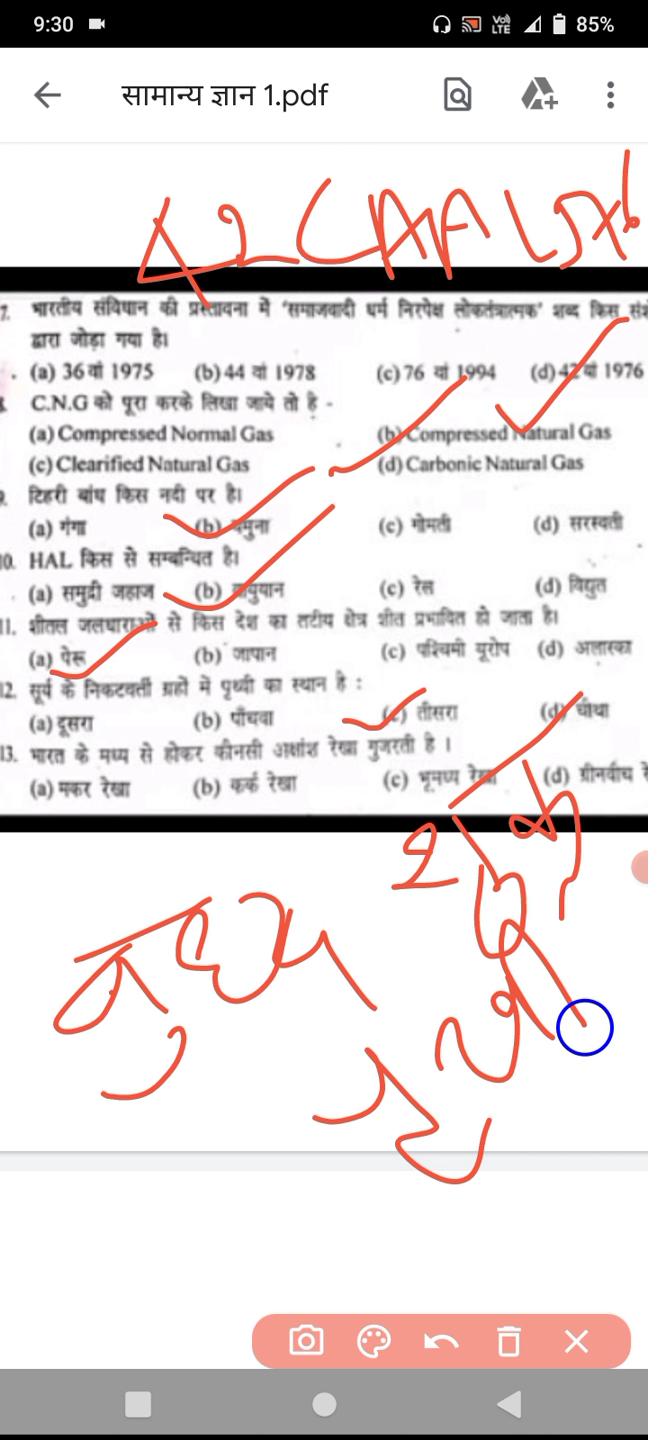 9:30 Vo) LTE 85%
सामान्य ज्ञान 1.pdf
42
7. भारतीय संविधान की प्रस्तावना में 'समाजवादी धर्म निरपेक्ष लोकतंत्रात्मक' शब्द किस
द्वारा जोड़ा गया है।
(a) 36 वां 1975 (b) 44 वां 1978 (c) 76 वां 1994 (d) 42 वां 1976
C.N.G को पूरा करके लिखा जाये तो है -
(a) Compressed Normal Gas (b) Compressed Natural Gas
(c) Clearified Natural Gas (d) Carbonic Natural Gas
टिहरी बांध किस नदी पर है।
(a) गंगा (b) यमुना (c) गोमती (d) सरस्वती
10. HAL किस से सम्बन्धित है।
(a) समुद्री जहाज (b) वायुयान (c) रेल (d) विद्युत
11. शीतल जलधाराओं से किस देश का तटीय क्षेत्र शीत प्रभावित हो जाता है।
(a) पेरू (b) जापान (c) पश्चिमी यूरोप (d) अलास्का
12. सूर्य के निकटवर्ती ग्रहों में पृथ्वी का स्थान है :
(a) दूसरा (b) पाँचवा (c) तीसरा (d) चौथा
13. भारत के मध्य से होकर कौनसी अक्षांश रेखा गुजरती है ।
(a) मकर रेखा (b) कर्क रेखा (c) भूमध्य रेखा (d) ग्रीनवीच